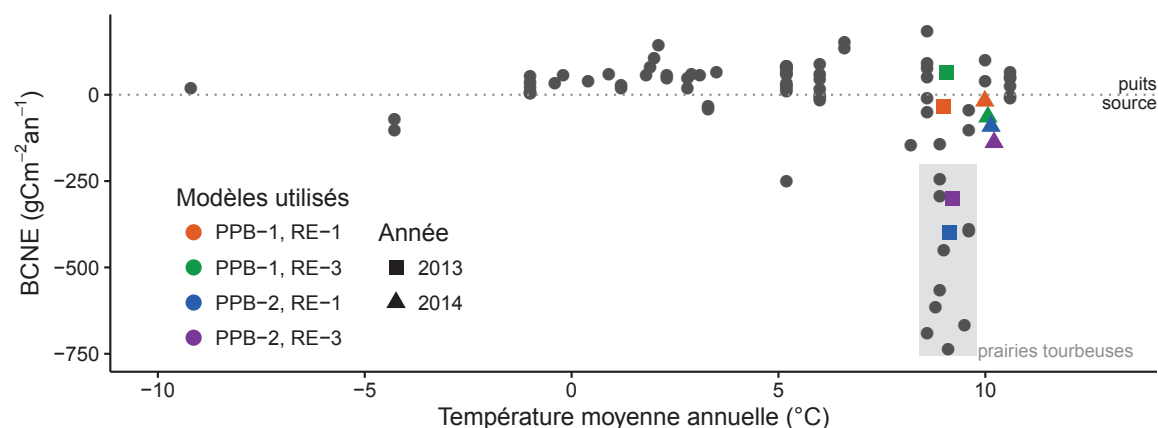 BCNE (gCm−2an−1)
0
−250
−500
−750
puits
source
Modèles utilisés
PPB−1, RE−1
PPB−1, RE−3
PPB−2, RE−1
PPB−2, RE−3
Année
2013
2014
prairies tourbeuses
−10
−5
0
5
10
Température moyenne annuelle (°C)